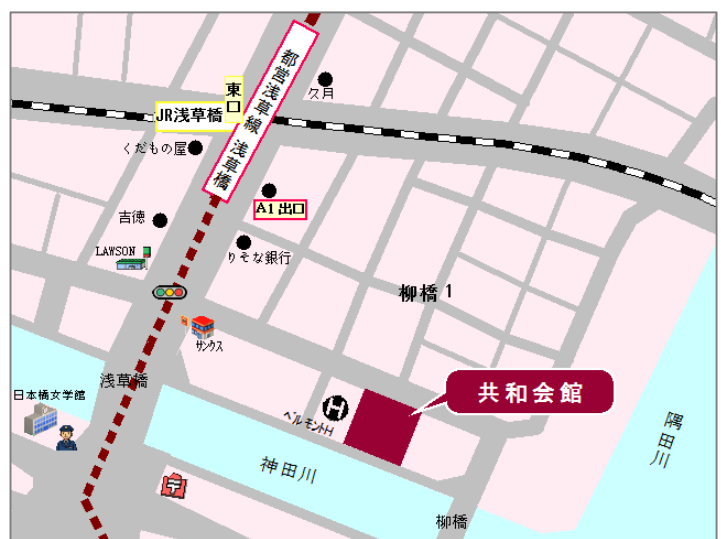 都営浅草線 浅草橋
久月
東口
JR浅草橋
くだもの屋
A1出口
吉徳
りそな銀行
LAWSON
柳橋 1
サンクス
浅草橋
共和会館
日本橋文学館
ベルモントH
H
隅田川
神田川
〒
柳橋